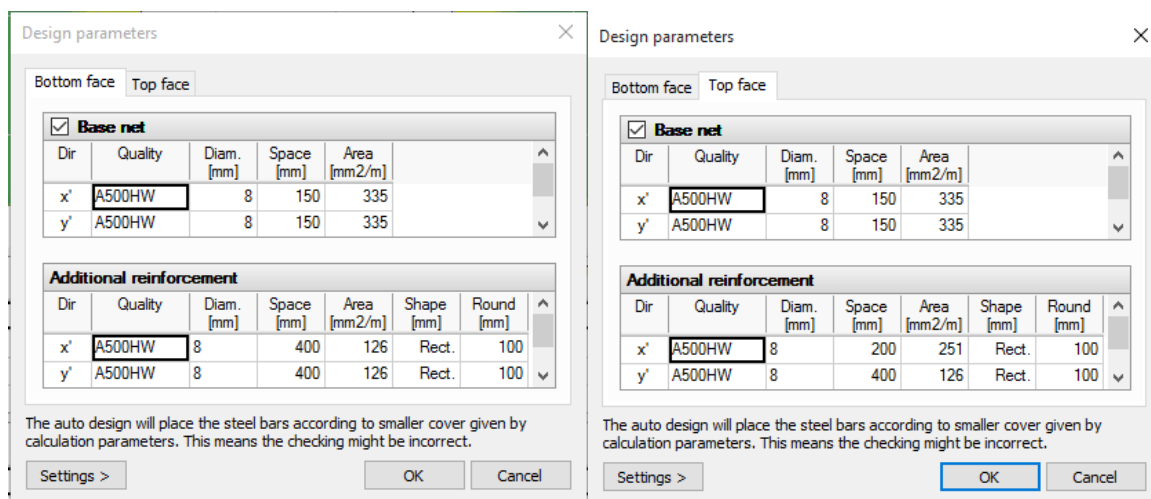 Design parameters
Bottom face Top face
Base net
Dir Quality Diam. [mm] Space [mm] Area [mm2/m]
x' A500HW 8 150 335
y' A500HW 8 150 335
Additional reinforcement
Dir Quality Diam. [mm] Space [mm] Area [mm2/m] Shape [mm] Round [mm]
x' A500HW 8 400 126 Rect. 100
y' A500HW 8 400 126 Rect. 100
The auto design will place the steel bars according to smaller cover given by
calculation parameters. This means the checking might be incorrect.
Settings > OK Cancel
Design parameters
Bottom face Top face
Base net
Dir Quality Diam. [mm] Space [mm] Area [mm2/m]
x' A500HW 8 150 335
y' A500HW 8 150 335
Additional reinforcement
Dir Quality Diam. [mm] Space [mm] Area [mm2/m] Shape [mm] Round [mm]
x' A500HW 8 200 251 Rect. 100
y' A500HW 8 400 126 Rect. 100
The auto design will place the steel bars according to smaller cover given by
calculation parameters. This means the checking might be incorrect.
Settings > OK Cancel